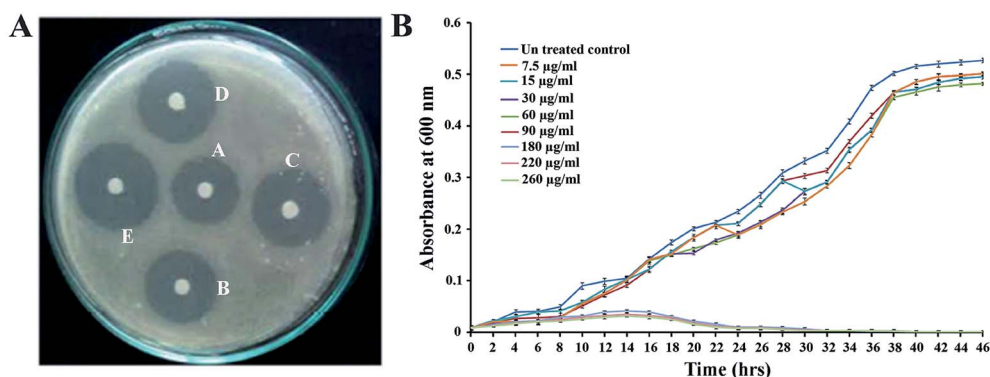 A
D
A
C
E
B
B
Un treated control
7.5 µg/ml
15 µg/ml
30 µg/ml
60 µg/ml
90 µg/ml
180 µg/ml
220 µg/ml
260 µg/ml
Absorbance at 600 nm
0.6
0.5
0.4
0.3
0.2
0.1
0
0 2 4 6 8 10 12 14 16 18 20 22 24 26 28 30 32 34 36 38 40 42 44 46
Time (hrs)